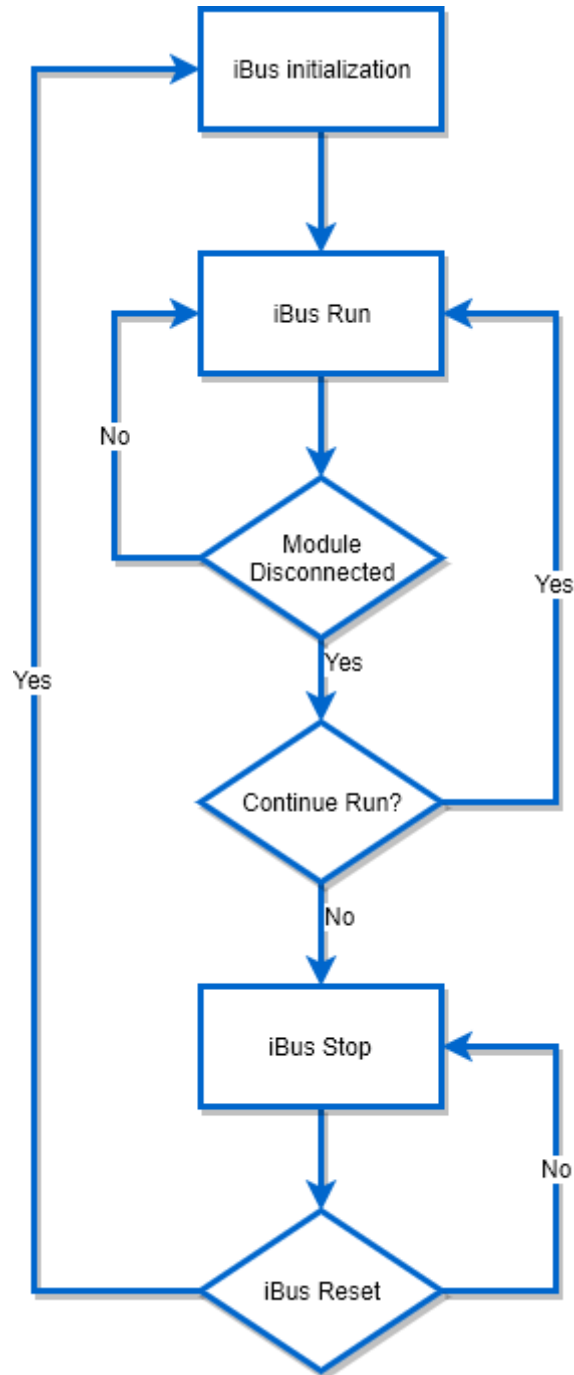 iBus initialization
iBus Run
No
Module
Disconnected
Yes
Yes
Yes
Continue Run?
No
iBus Stop
No
iBus Reset